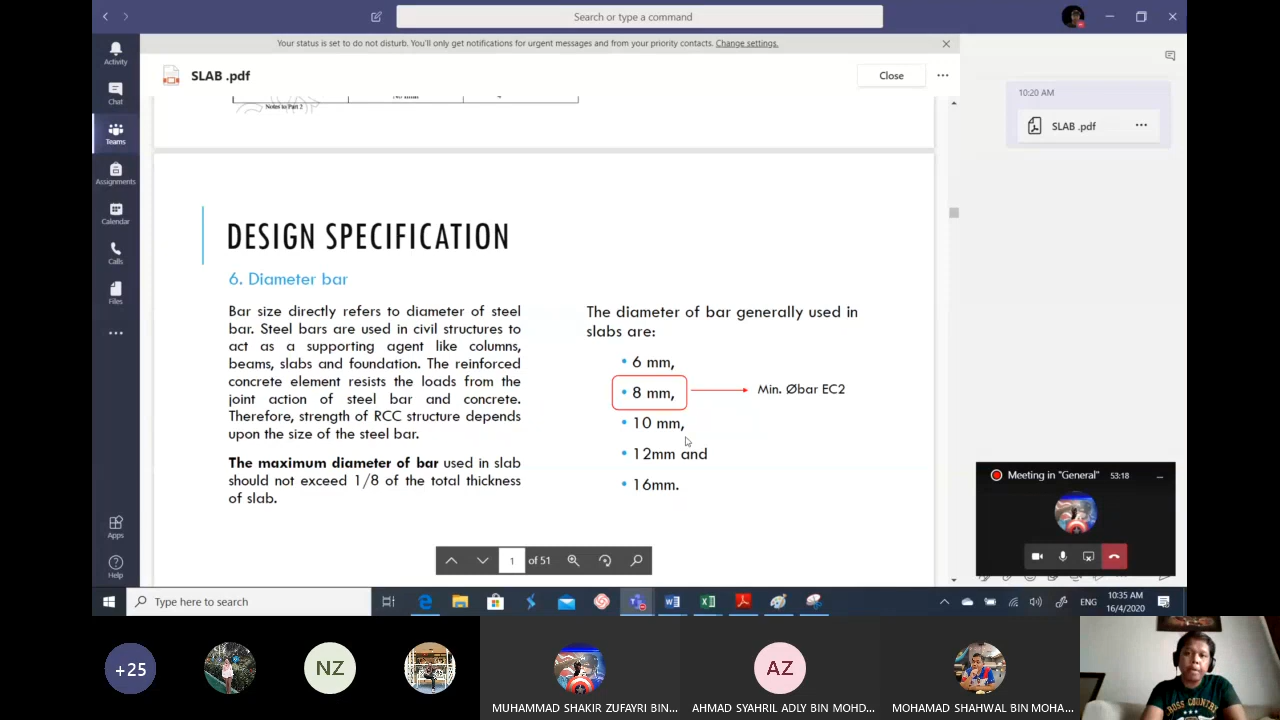 Search or type a command
Your status is set to do not disturb. You'll only get notifications for urgent messages and from your priority contacts. Change settings.
Activity
Chat
Teams
Assignments
Calendar
Calls
Files
Apps
Help
SLAB .pdf
Close
Notes to Part 2
10:20 AM
SLAB .pdf
DESIGN SPECIFICATION
6. Diameter bar
Bar size directly refers to diameter of steel
bar. Steel bars are used in civil structures to
act as a supporting agent like columns,
beams, slabs and foundation. The reinforced
concrete element resists the loads from the
joint action of steel bar and concrete.
Therefore, strength of RCC structure depends
upon the size of the steel bar.
The maximum diameter of bar used in slab
should not exceed 1/8 of the total thickness
of slab.
The diameter of bar generally used in
slabs are:
• 6 mm,
• 8 mm,
Min. Øbar EC2
• 10 mm,
• 12mm and
• 16mm.
Meeting in "General" 53:18
1 of 51
Type here to search
ENG
10:35 AM
16/4/2020
+25
NZ
MUHAMMAD SHAKIR ZUFAYRI BIN...
AZ
AHMAD SYAHRIL ADLY BIN MOHD...
MOHAMAD SHAHWAL BIN MOHA...
CROSS COUNTRY